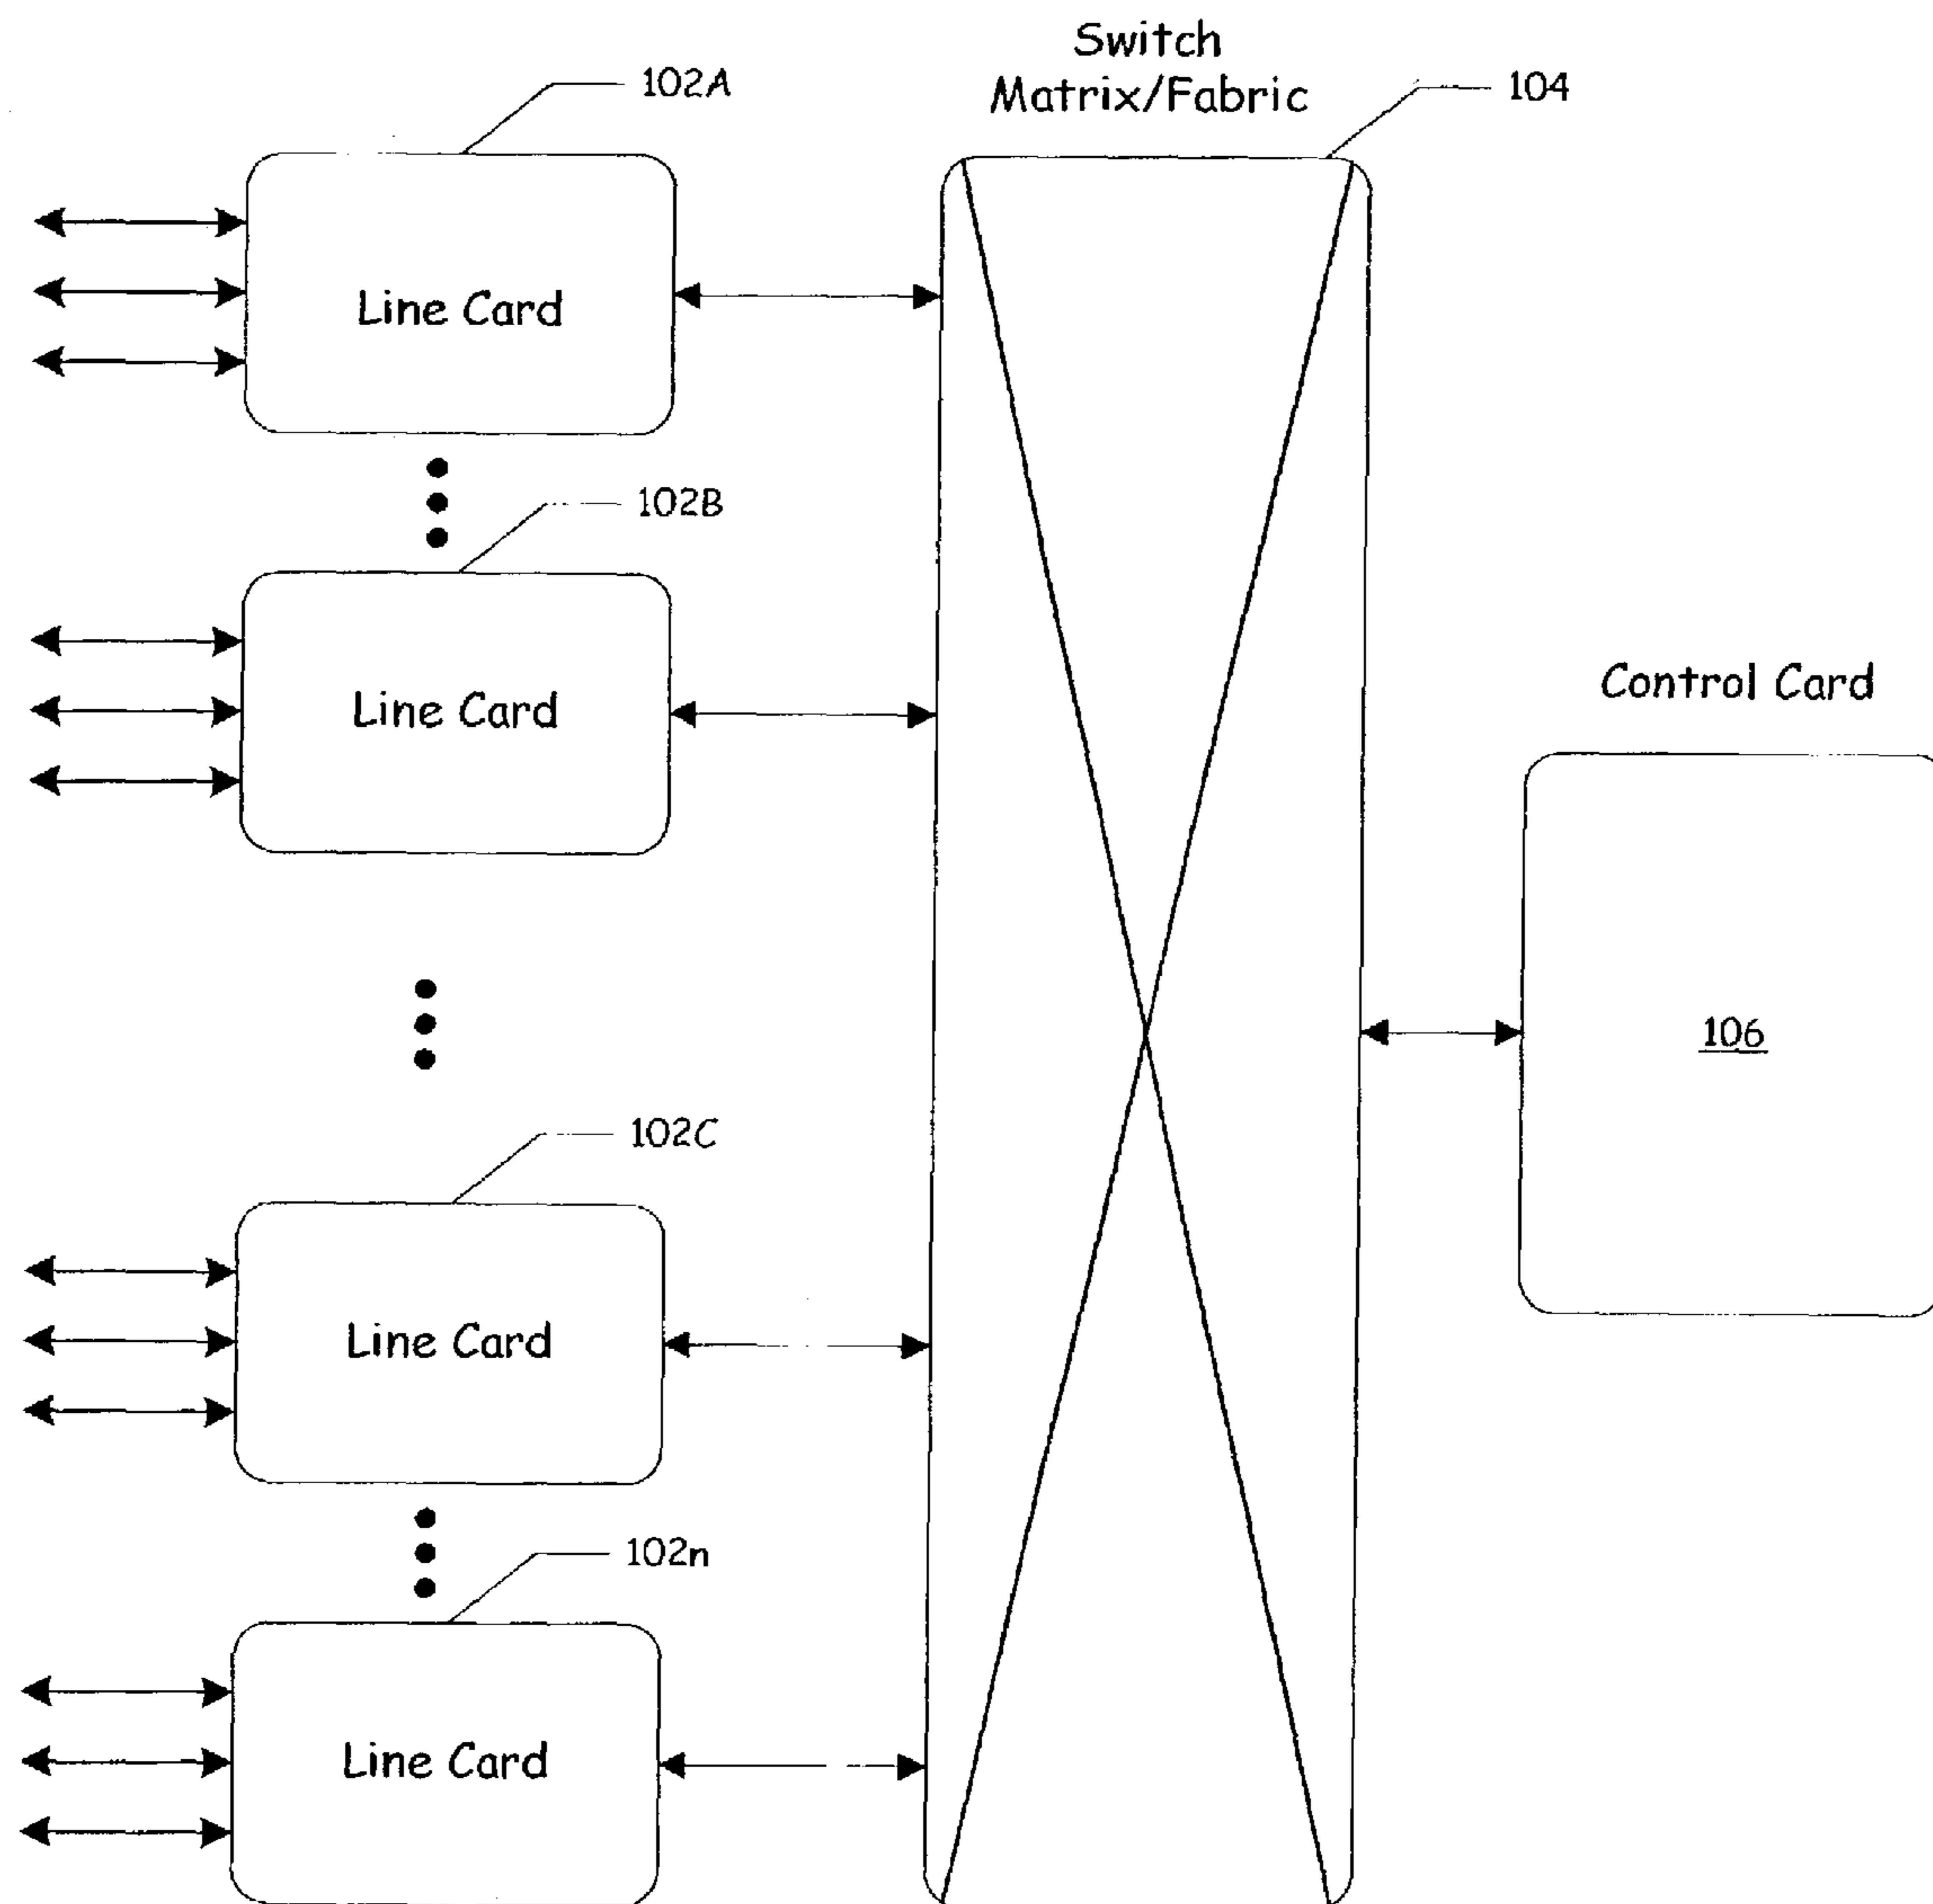 Switch
Matrix/Fabric
102A
104
Line Card
102B
Line Card
Control Card
106
102C
Line Card
102n
Line Card